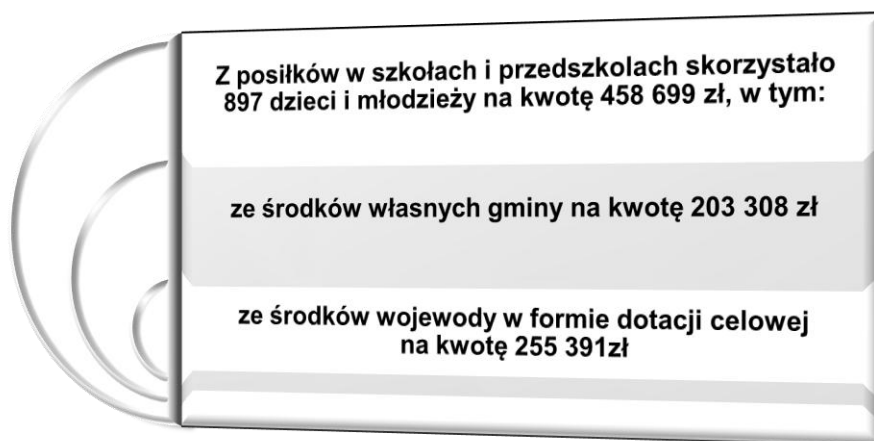 Z posiłków w szkołach i przedszkolach skorzystało
897 dzieci i młodzieży na kwotę 458 699 zł, w tym:
ze środków własnych gminy na kwotę 203 308 zł
ze środków wojewody w formie dotacji celowej
na kwotę 255 391zł